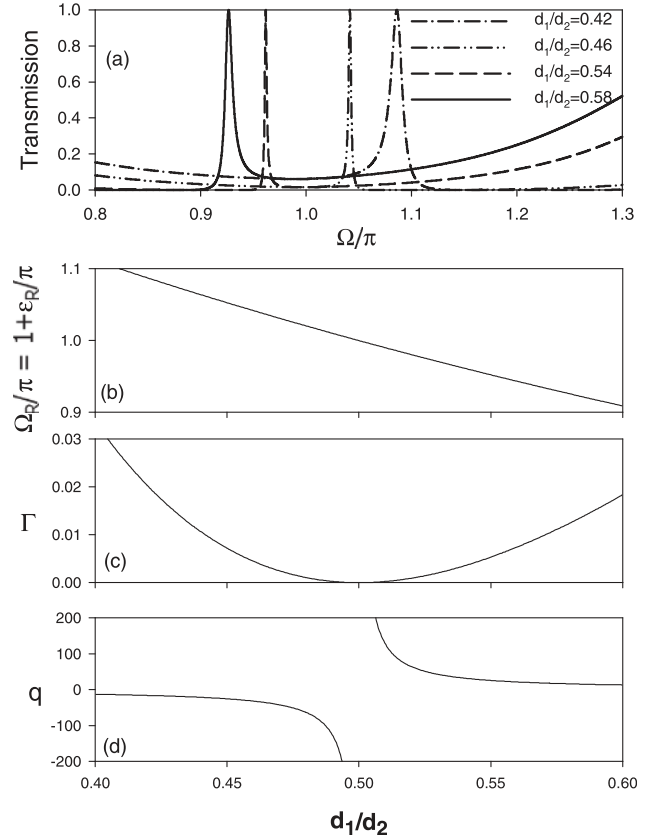 1.0
0.8
0.6
0.4
0.2
0.0
Transmission
(a)
d₁/d₂=0.42
d₁/d₂=0.46
d₁/d₂=0.54
d₁/d₂=0.58
0.8 0.9 1.0 1.1 1.2 1.3
Ω/π
1.1
1.0
0.9
Ω_R/π = 1+ε_R/π
(b)
0.03
0.02
0.01
0.00
Γ
(c)
200
100
0
-100
-200
q
(d)
0.40 0.45 0.50 0.55 0.60
d₁/d₂